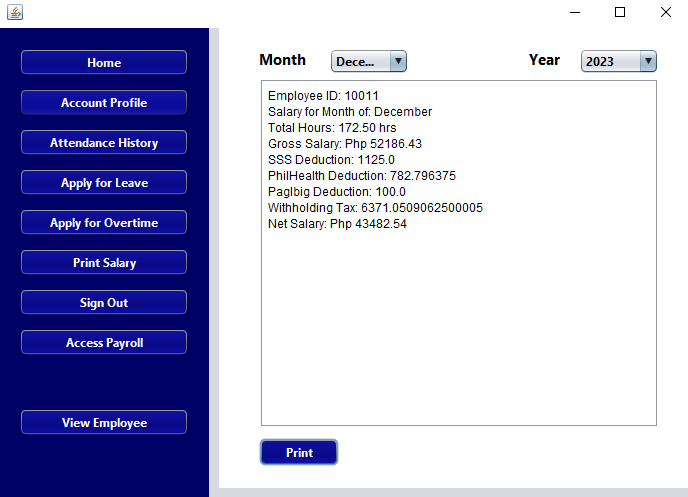 Home
Account Profile
Attendance History
Apply for Leave
Apply for Overtime
Print Salary
Sign Out
Access Payroll
View Employee
Month Dece... Year 2023
Employee ID: 10011
Salary for Month of: December
Total Hours: 172.50 hrs
Gross Salary: Php 52186.43
SSS Deduction: 1125.0
PhilHealth Deduction: 782.796375
PagIbig Deduction: 100.0
Withholding Tax: 6371.0509062500005
Net Salary: Php 43482.54
Print